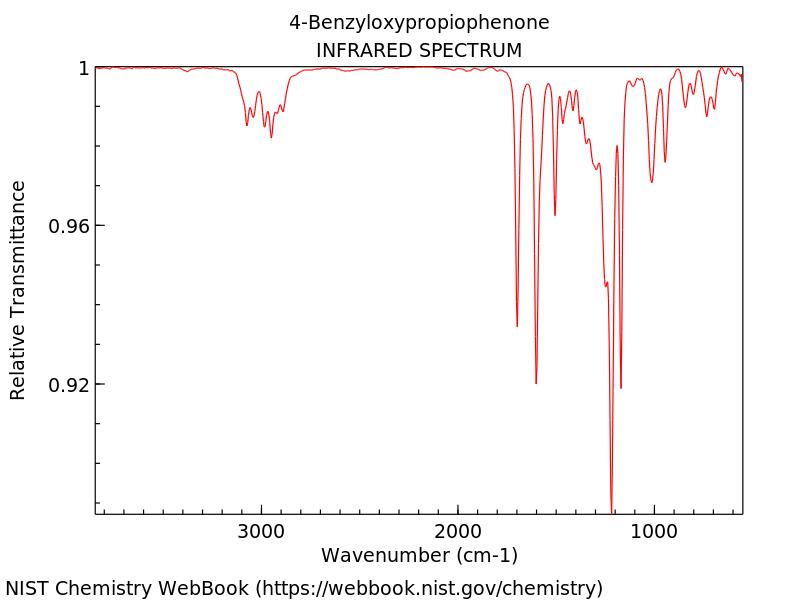 4-Benzyloxypropiophenone
INFRARED SPECTRUM
1
0.96
0.92
Relative Transmittance
3000 2000 1000
Wavenumber (cm-1)
NIST Chemistry WebBook (https://webbook.nist.gov/chemistry)